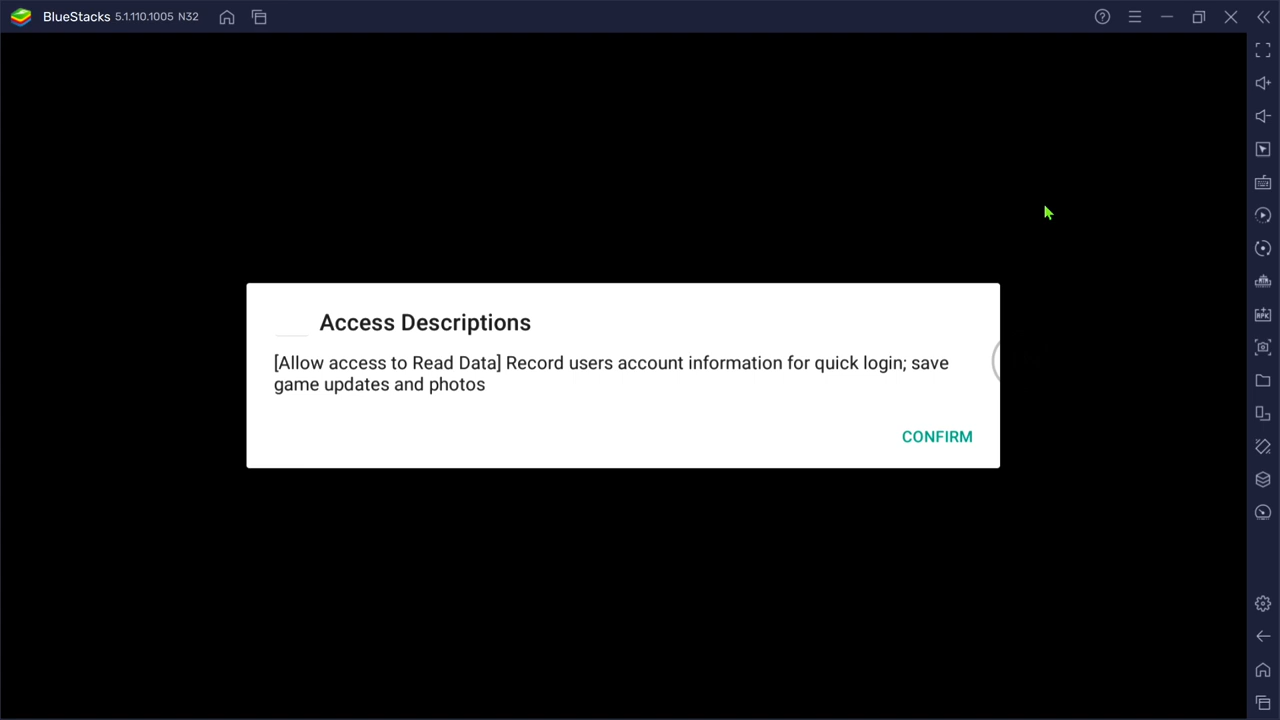 BlueStacks 5.1.110.1005 N32
Access Descriptions
[Allow access to Read Data] Record users account information for quick login; save
game updates and photos
CONFIRM